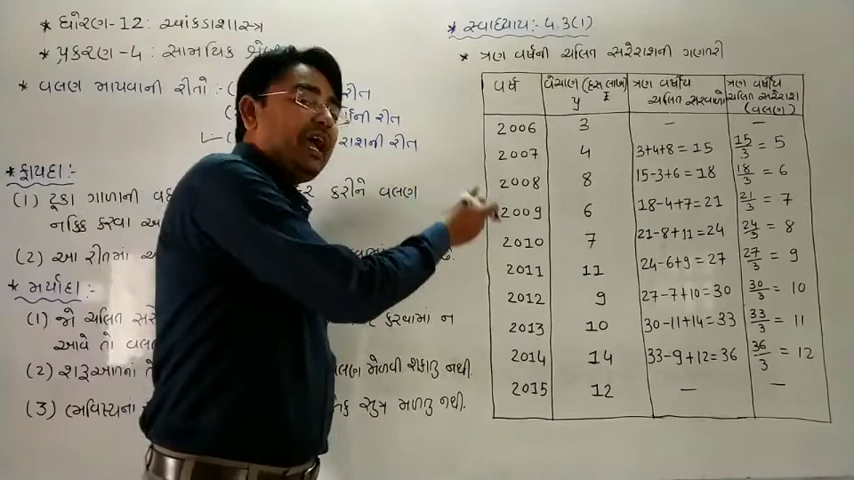 * ધોરણ-12: આંકડાશાસ્ત્ર
* પ્રકરણ-4: સામયિક
* વલણ માપવાની રીતો :- રીત
ની રીત
રાશની રીત
* ફાયદા:-
(1) ટૂંકા ગાળાની કરીને વલણ
નક્કિ કરવા
(2) આ રીતમાં
* મર્યાદા:-
(1) જો ચલિત કરવામાં ન
આવે તો
(2) શરૂઆતનાં વલણ મેળવી શકાતુ નથી.
(3) ભવિષ્યના સુત્ર મળતુ નથી.
* સ્વાધ્યાય:- 4.3(1)
* ત્રણ વર્ષની ચલિત સરેરાશની ગણતરી
વર્ષ વેચાણ (દસ લાખ ₹) y ત્રણ વર્ષીય ચલિત સરવાળો ત્રણ વર્ષીય ચલિત સરેરાશ (વલણ)
2006 3 - -
2007 4 3+4+8=15 15/3 = 5
2008 8 15-3+6=18 18/3 = 6
2009 6 18-4+7=21 21/3 = 7
2010 7 21-8+11=24 24/3 = 8
2011 11 24-6+9=27 27/3 = 9
2012 9 27-7+10=30 30/3 = 10
2013 10 30-11+14=33 33/3 = 11
2014 14 33-9+12=36 36/3 = 12
2015 12 - -